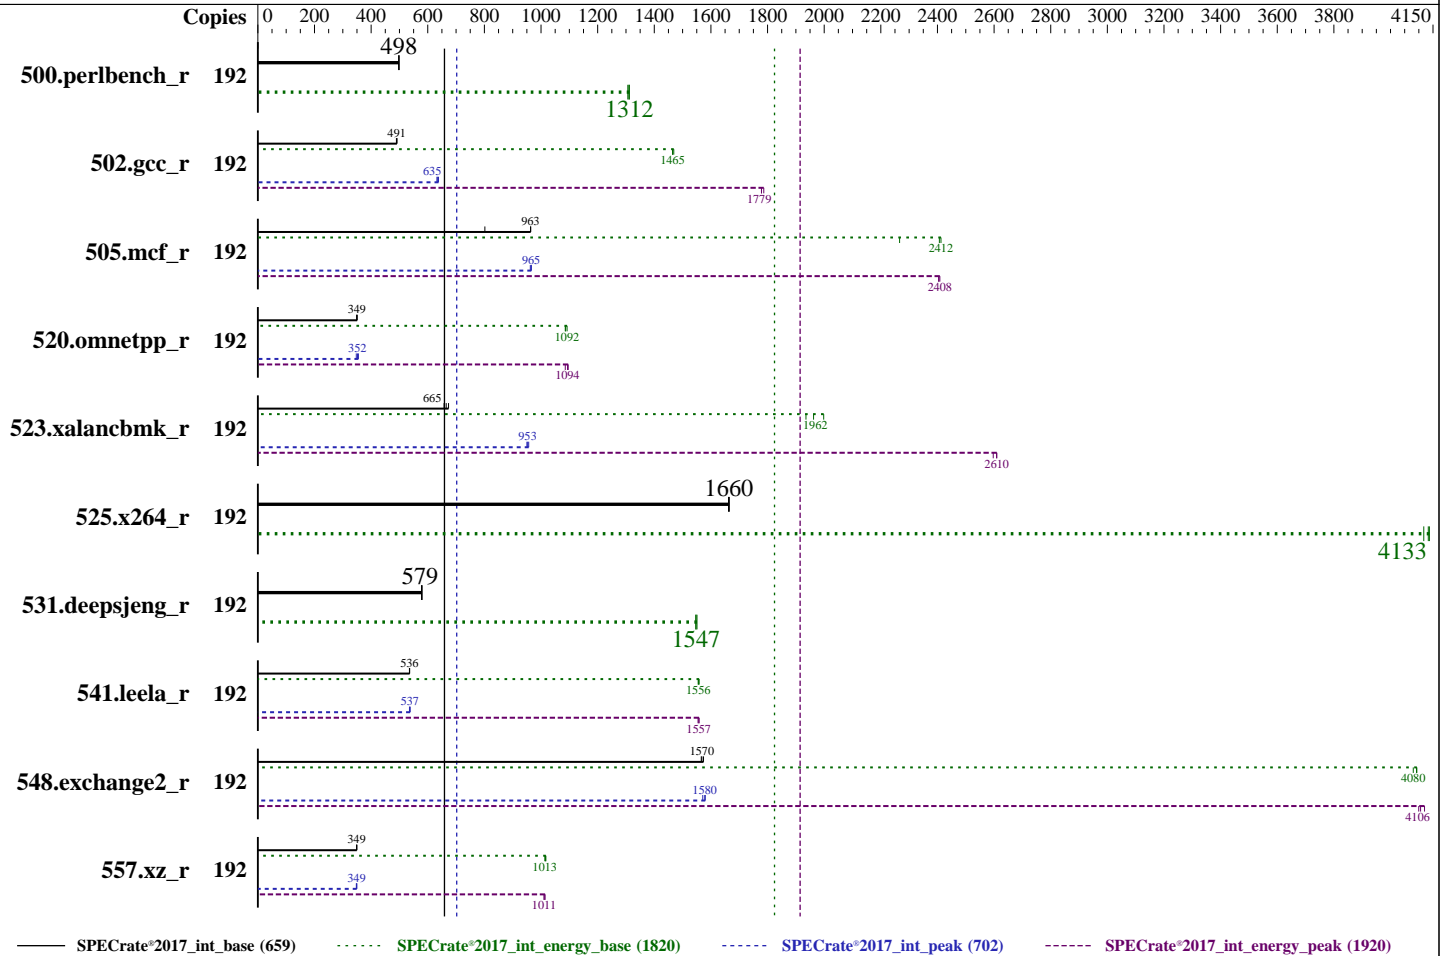 Copies 0 200 400 600 800 1000 1200 1400 1600 1800 2000 2200 2400 2600 2800 3000 3200 3400 3600 3800 4150
498
500.perlbench_r 192
1312
491
1465
502.gcc_r 192
635
1779
963
2412
505.mcf_r 192
965
2408
349
1092
520.omnetpp_r 192
352
1094
665
1962
523.xalancbmk_r 192
953
2610
1660
525.x264_r 192
4133
579
531.deepsjeng_r 192
1547
536
1556
541.leela_r 192
537
1557
1570
4080
548.exchange2_r 192
1580
4106
349
1013
557.xz_r 192
349
1011
SPECrate®2017_int_base (659) SPECrate®2017_int_energy_base (1820) SPECrate®2017_int_peak (702) SPECrate®2017_int_energy_peak (1920)